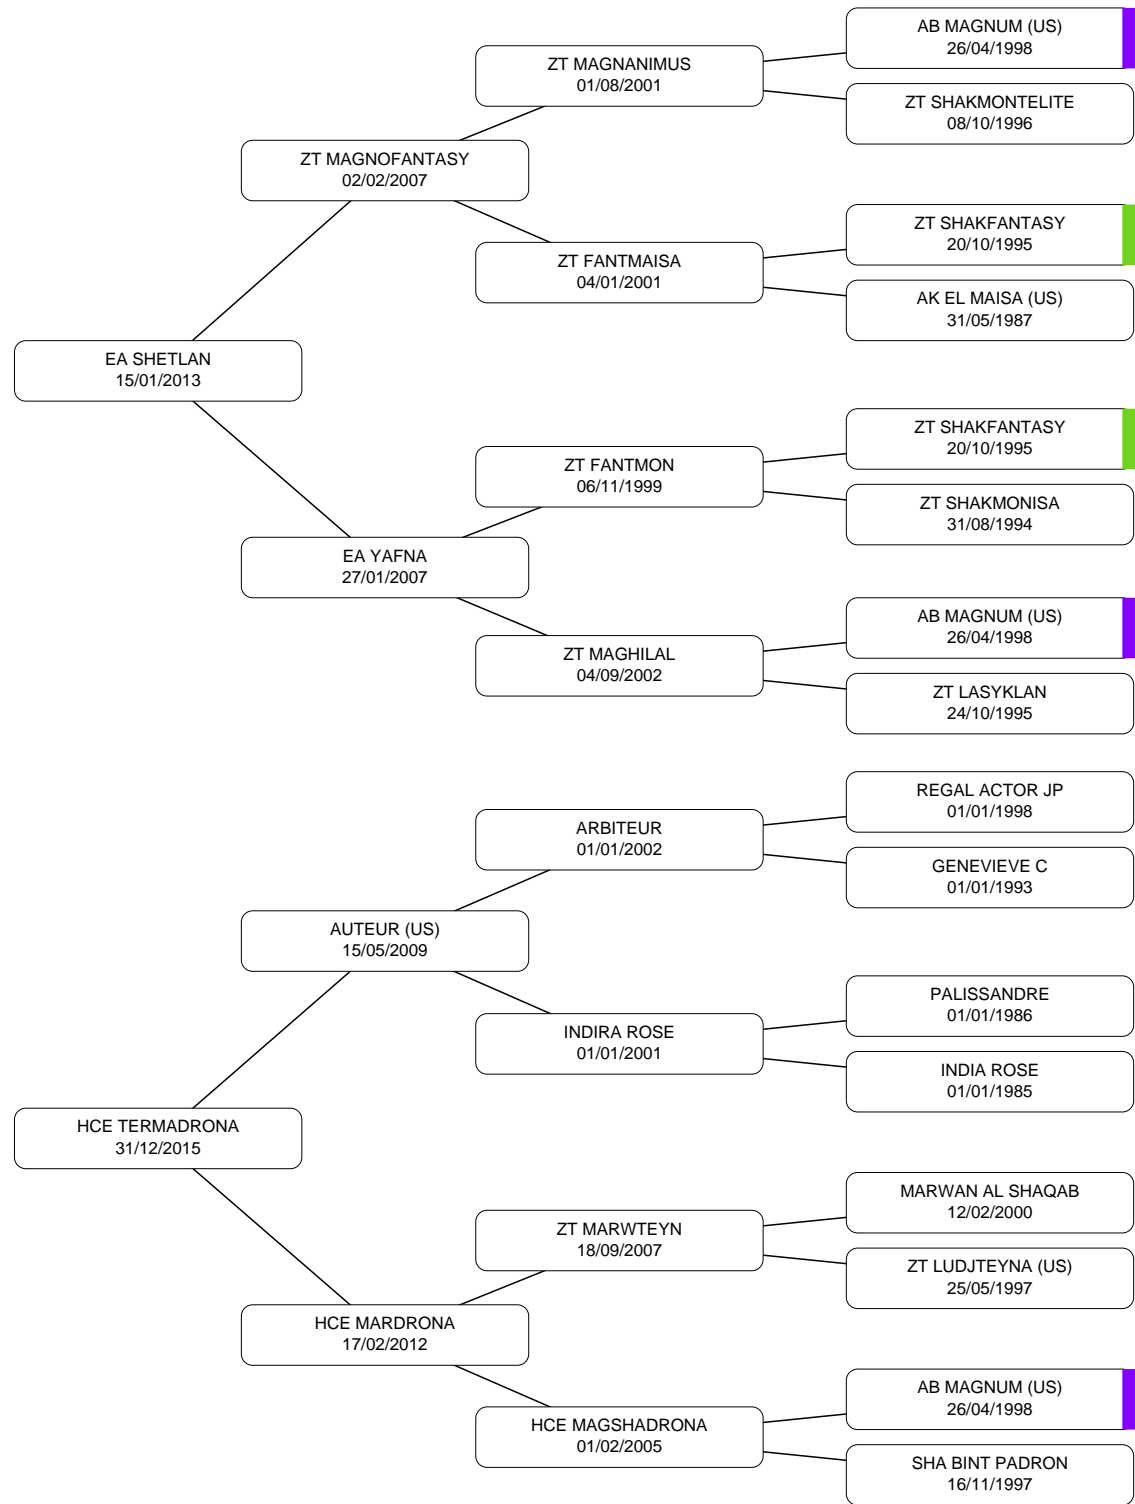 AB MAGNUM (US)
26/04/1998
ZT MAGNANIMUS
01/08/2001
ZT SHAKMONTELITE
08/10/1996
ZT MAGNOFANTASY
02/02/2007
ZT SHAKFANTASY
20/10/1995
ZT FANTMAISA
04/01/2001
AK EL MAISA (US)
31/05/1987
EA SHETLAN
15/01/2013
ZT SHAKFANTASY
20/10/1995
ZT FANTMON
06/11/1999
ZT SHAKMONISA
31/08/1994
EA YAFNA
27/01/2007
AB MAGNUM (US)
26/04/1998
ZT MAGHILAL
04/09/2002
ZT LASYKLAN
24/10/1995
REGAL ACTOR JP
01/01/1998
ARBITEUR
01/01/2002
GENEVIEVE C
01/01/1993
AUTEUR (US)
15/05/2009
PALISSANDRE
01/01/1986
INDIRA ROSE
01/01/2001
INDIA ROSE
01/01/1985
HCE TERMADRONA
31/12/2015
MARWAN AL SHAQAB
12/02/2000
ZT MARWTEYN
18/09/2007
ZT LUDJTEYNA (US)
25/05/1997
HCE MARDRONA
17/02/2012
AB MAGNUM (US)
26/04/1998
HCE MAGSHADRONA
01/02/2005
SHA BINT PADRON
16/11/1997